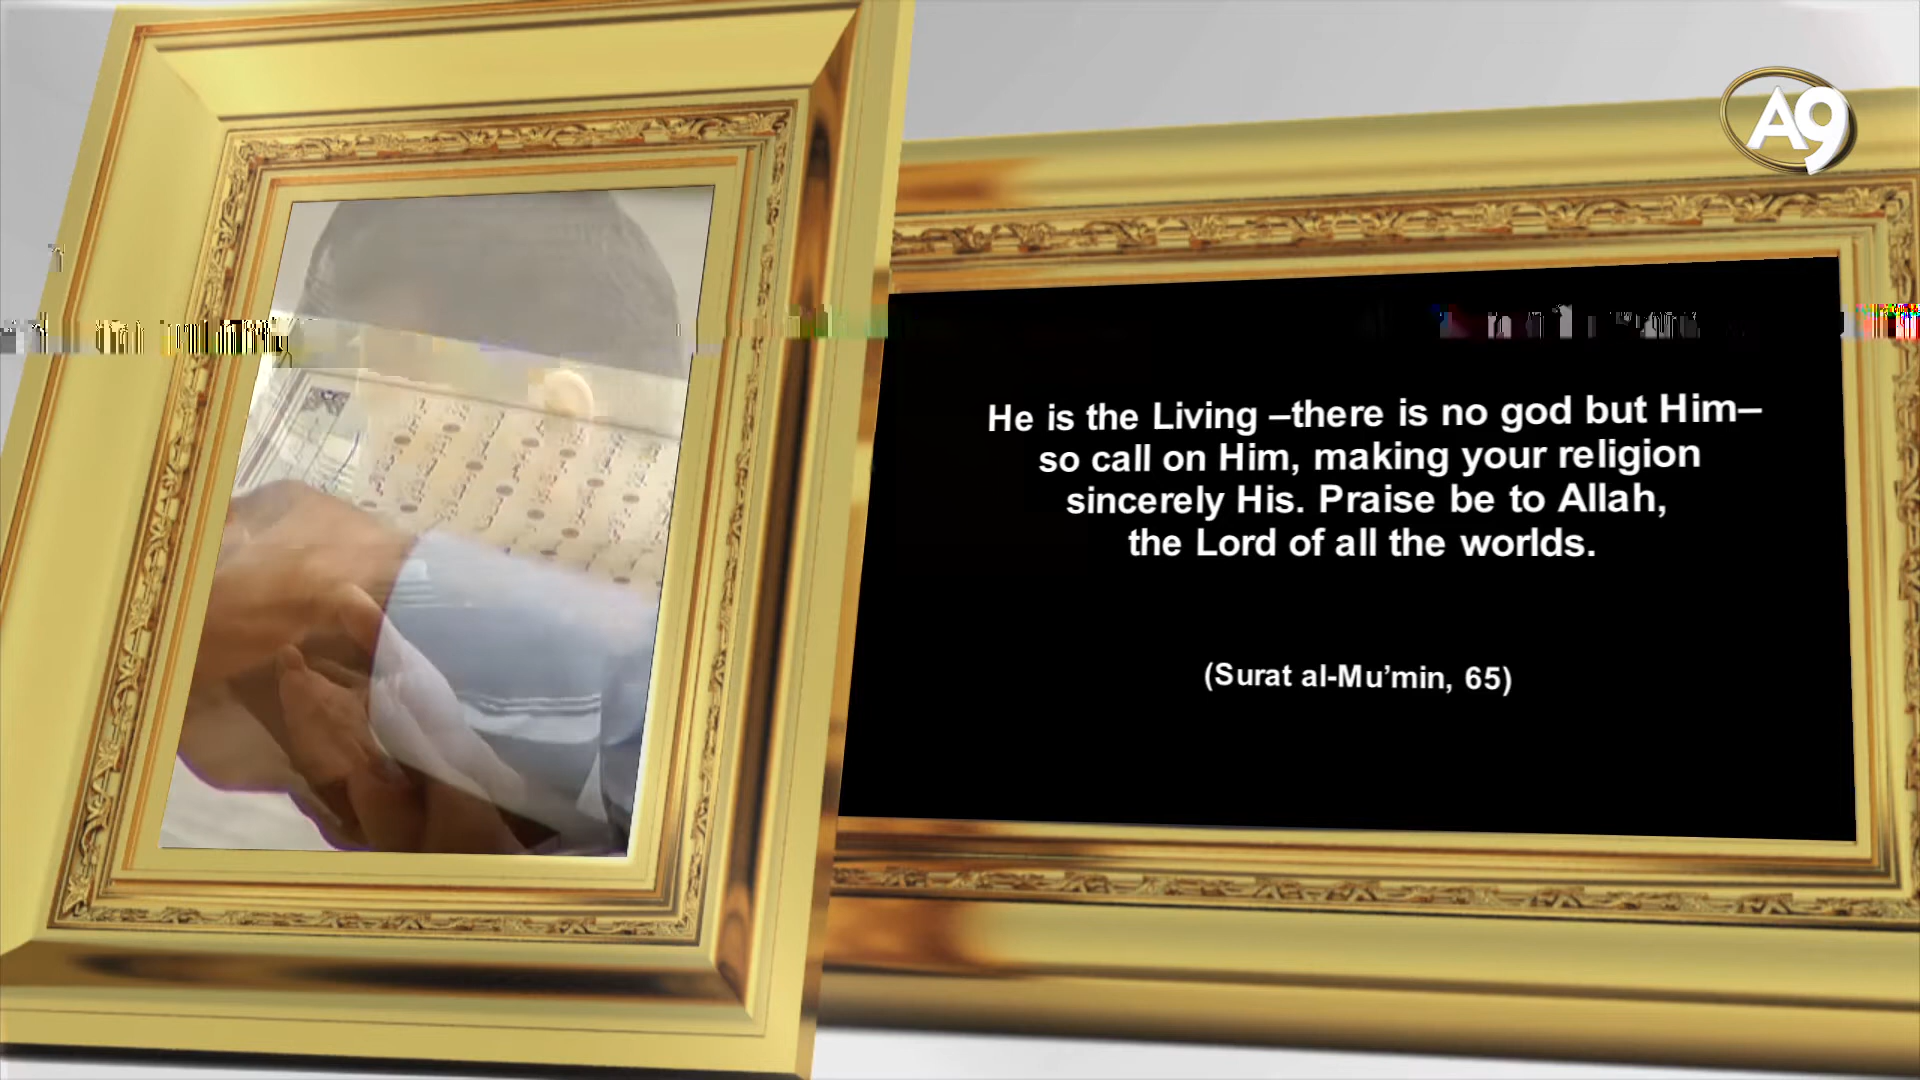 A9
He is the Living –there is no god but Him–
so call on Him, making your religion
sincerely His. Praise be to Allah,
the Lord of all the worlds.
(Surat al-Mu’min, 65)